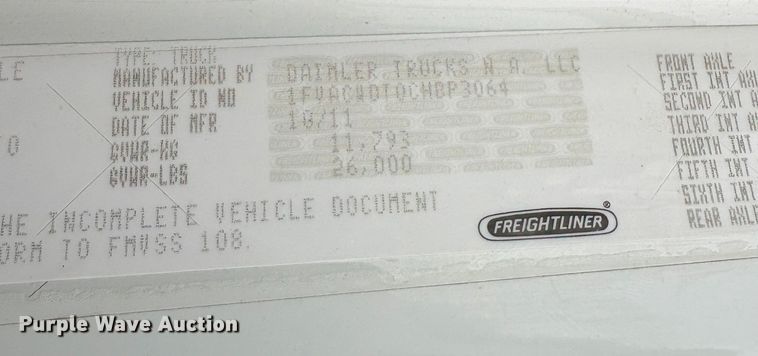 TYPE: TRUCK
LE MANUFACTURED BY DAIMLER TRUCKS N.A. LLC FRONT AXLE
VEHICLE ID NO 1FVACWDT0CHBP3064 FIRST INT AXL
DATE OF MFR 10/11 SECOND INT A
0 GVWR-KG 11,793 THIRD INT A
GVWR-LBS 26,000 FOURTH INT
FIFTH INT
SIXTH INT
REAR AXLE
HE INCOMPLETE VEHICLE DOCUMENT
ORM TO FMVSS 108.
FREIGHTLINER®
Purple Wave Auction